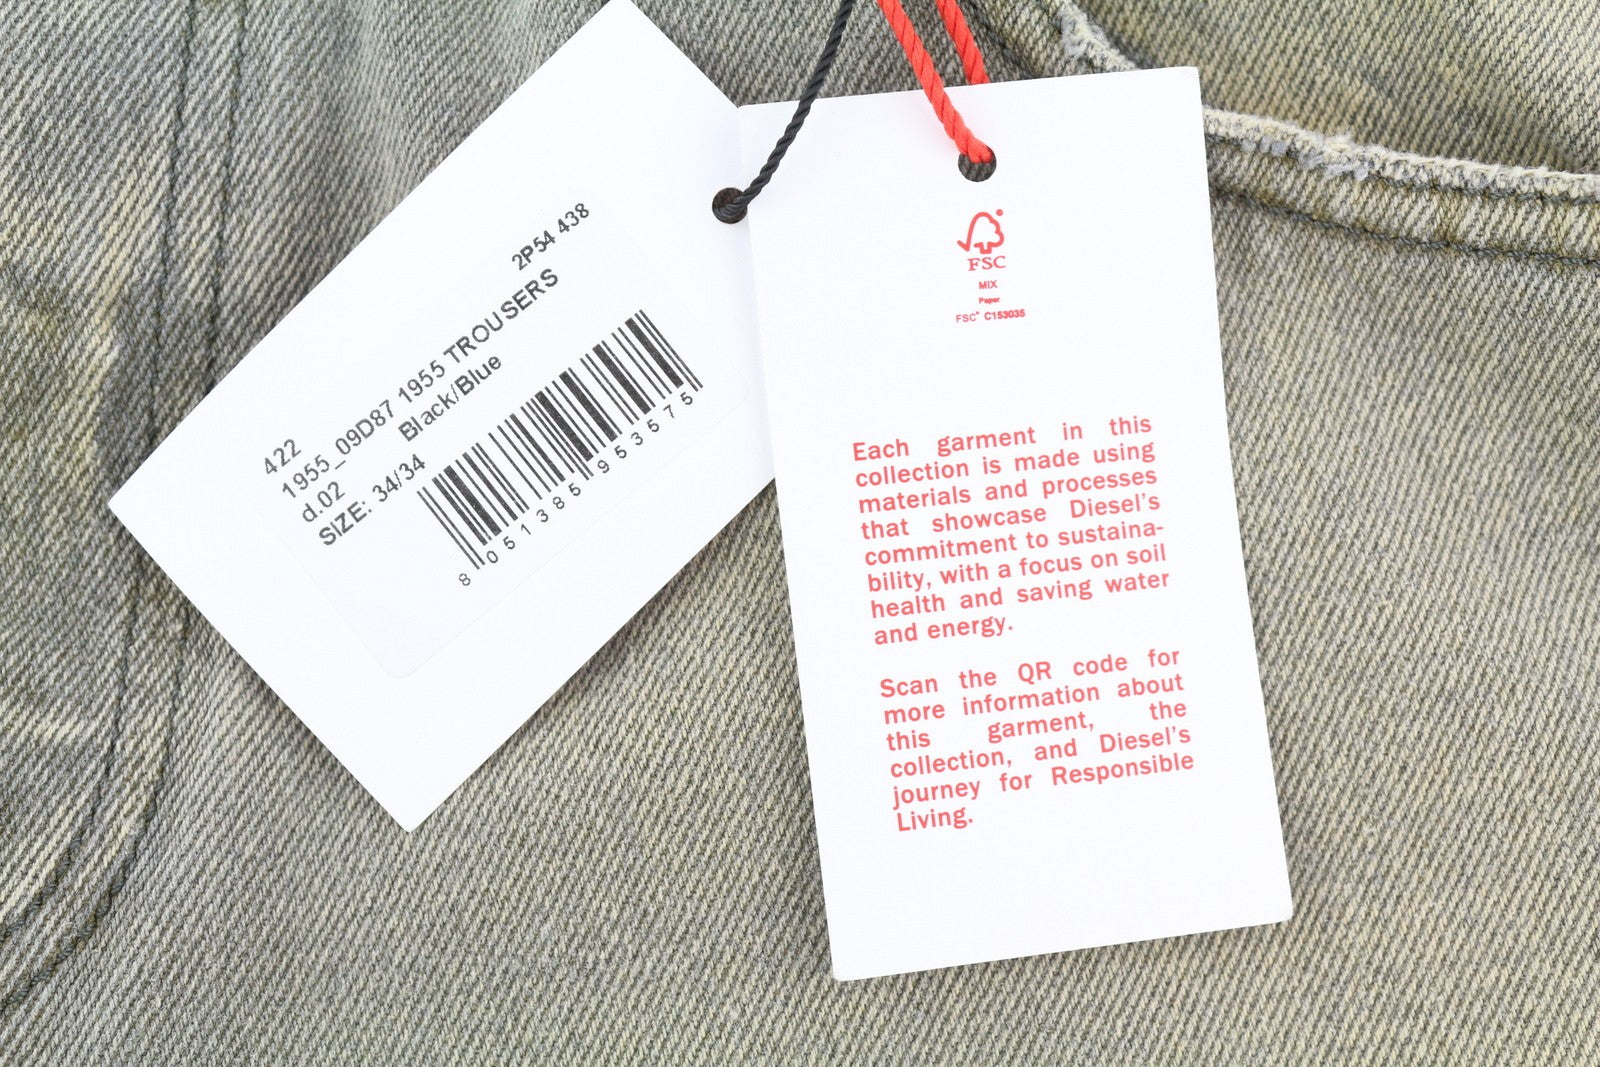 2P54 438
422
1955_09D87 1955 TROUSERS
d.02 Black/Blue
SIZE: 34/34
8 051385 953575
FSC
MIX
Paper
FSC® C153035
Each garment in this
collection is made using
materials and processes
that showcase Diesel's
commitment to sustaina-
bility, with a focus on soil
health and saving water
and energy.
Scan the QR code for
more information about
this garment, the
collection, and Diesel's
journey for Responsible
Living.